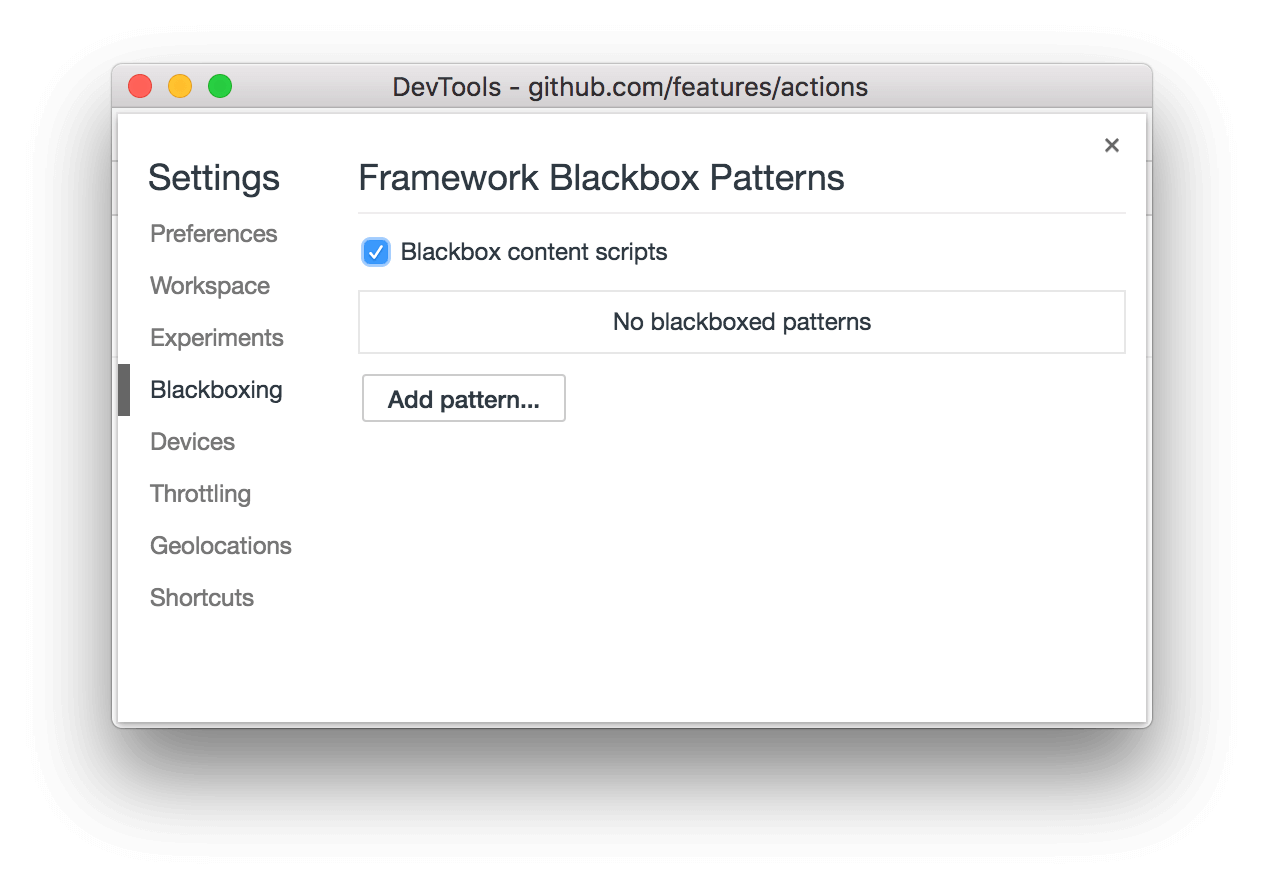 DevTools - github.com/features/actions
Settings
Preferences
Workspace
Experiments
Blackboxing
Devices
Throttling
Geolocations
Shortcuts
Framework Blackbox Patterns
Blackbox content scripts
No blackboxed patterns
Add pattern...